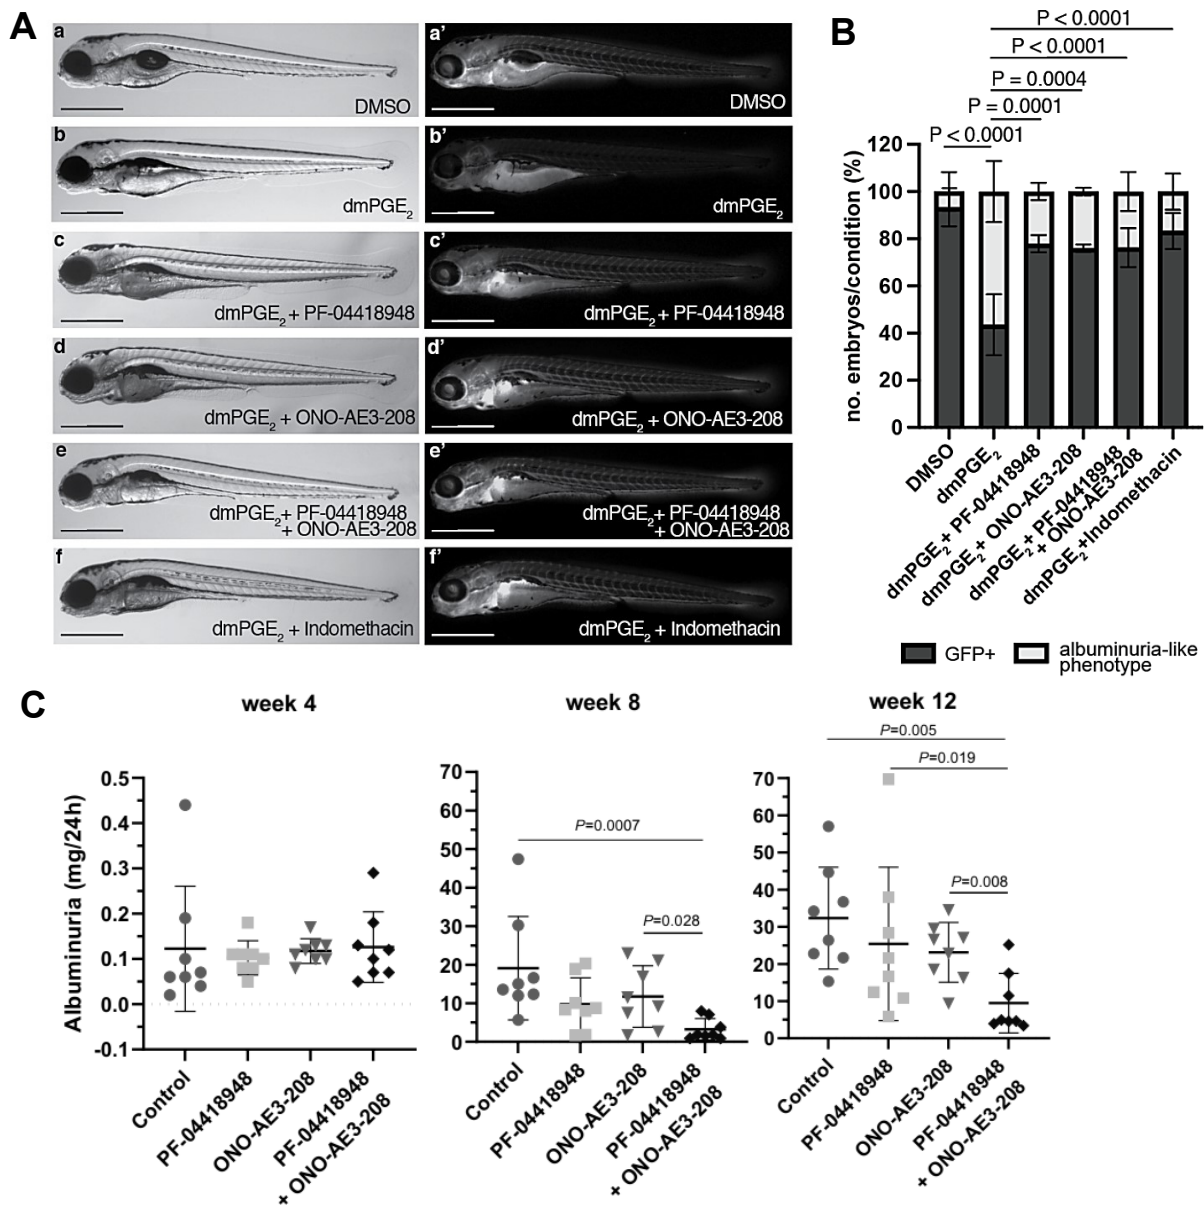 A
a
DMSO
a'
DMSO
b
dmPGE2
b'
dmPGE2
c
dmPGE2 + PF-04418948
c'
dmPGE2 + PF-04418948
d
dmPGE2 + ONO-AE3-208
d'
dmPGE2 + ONO-AE3-208
e
dmPGE2 + PF-04418948
+ ONO-AE3-208
e'
dmPGE2 + PF-04418948
+ ONO-AE3-208
f
dmPGE2 + Indomethacin
f'
dmPGE2 + Indomethacin
B
P < 0.0001
P < 0.0001
P = 0.0004
P = 0.0001
P < 0.0001
no. embryos/condition (%)
120
100
80
60
40
20
0
DMSO
dmPGE2
dmPGE2 + PF-04418948
dmPGE2 + ONO-AE3-208
dmPGE2 + PF-04418948
+ ONO-AE3-208
dmPGE2 +Indomethacin
GFP+
albuminuria-like
phenotype
C
week 4
Albuminuria (mg/24h)
0.5
0.4
0.3
0.2
0.1
0.0
-0.1
Control
PF-04418948
ONO-AE3-208
PF-04418948
+ ONO-AE3-208
week 8
P=0.0007
P=0.028
70
60
50
40
30
20
10
0
Control
PF-04418948
ONO-AE3-208
PF-04418948
+ ONO-AE3-208
week 12
P=0.005
P=0.019
P=0.008
70
60
50
40
30
20
10
0
Control
PF-04418948
ONO-AE3-208
PF-04418948
+ ONO-AE3-208